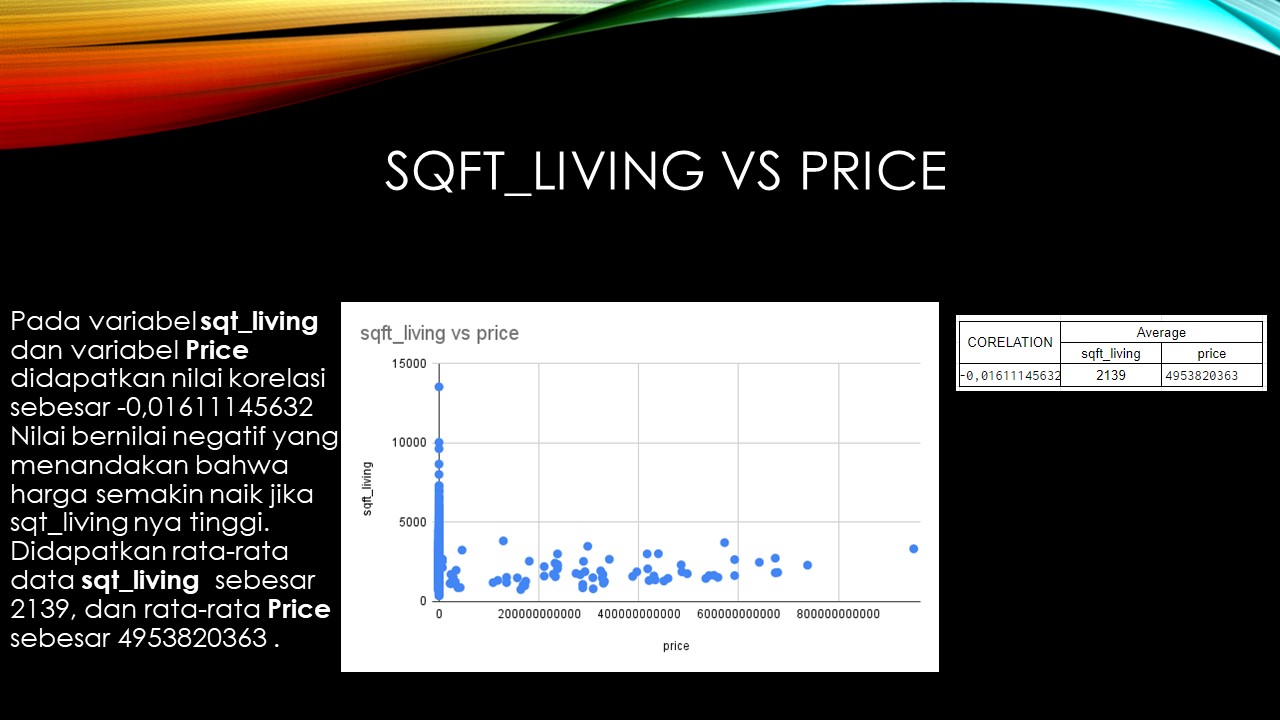 SQFT_LIVING VS PRICE
Pada variabel sqt_living
dan variabel Price
didapatkan nilai korelasi
sebesar -0,01611145632
Nilai bernilai negatif yang
menandakan bahwa
harga semakin naik jika
sqt_living nya tinggi.
Didapatkan rata-rata
data sqt_living sebesar
2139, dan rata-rata Price
sebesar 4953820363 .
sqft_living vs price
15000
10000
5000
0
sqft_living
0 200000000000 400000000000 600000000000 800000000000
price
CORELATION Average
sqft_living price
-0,01611145632 2139 4953820363